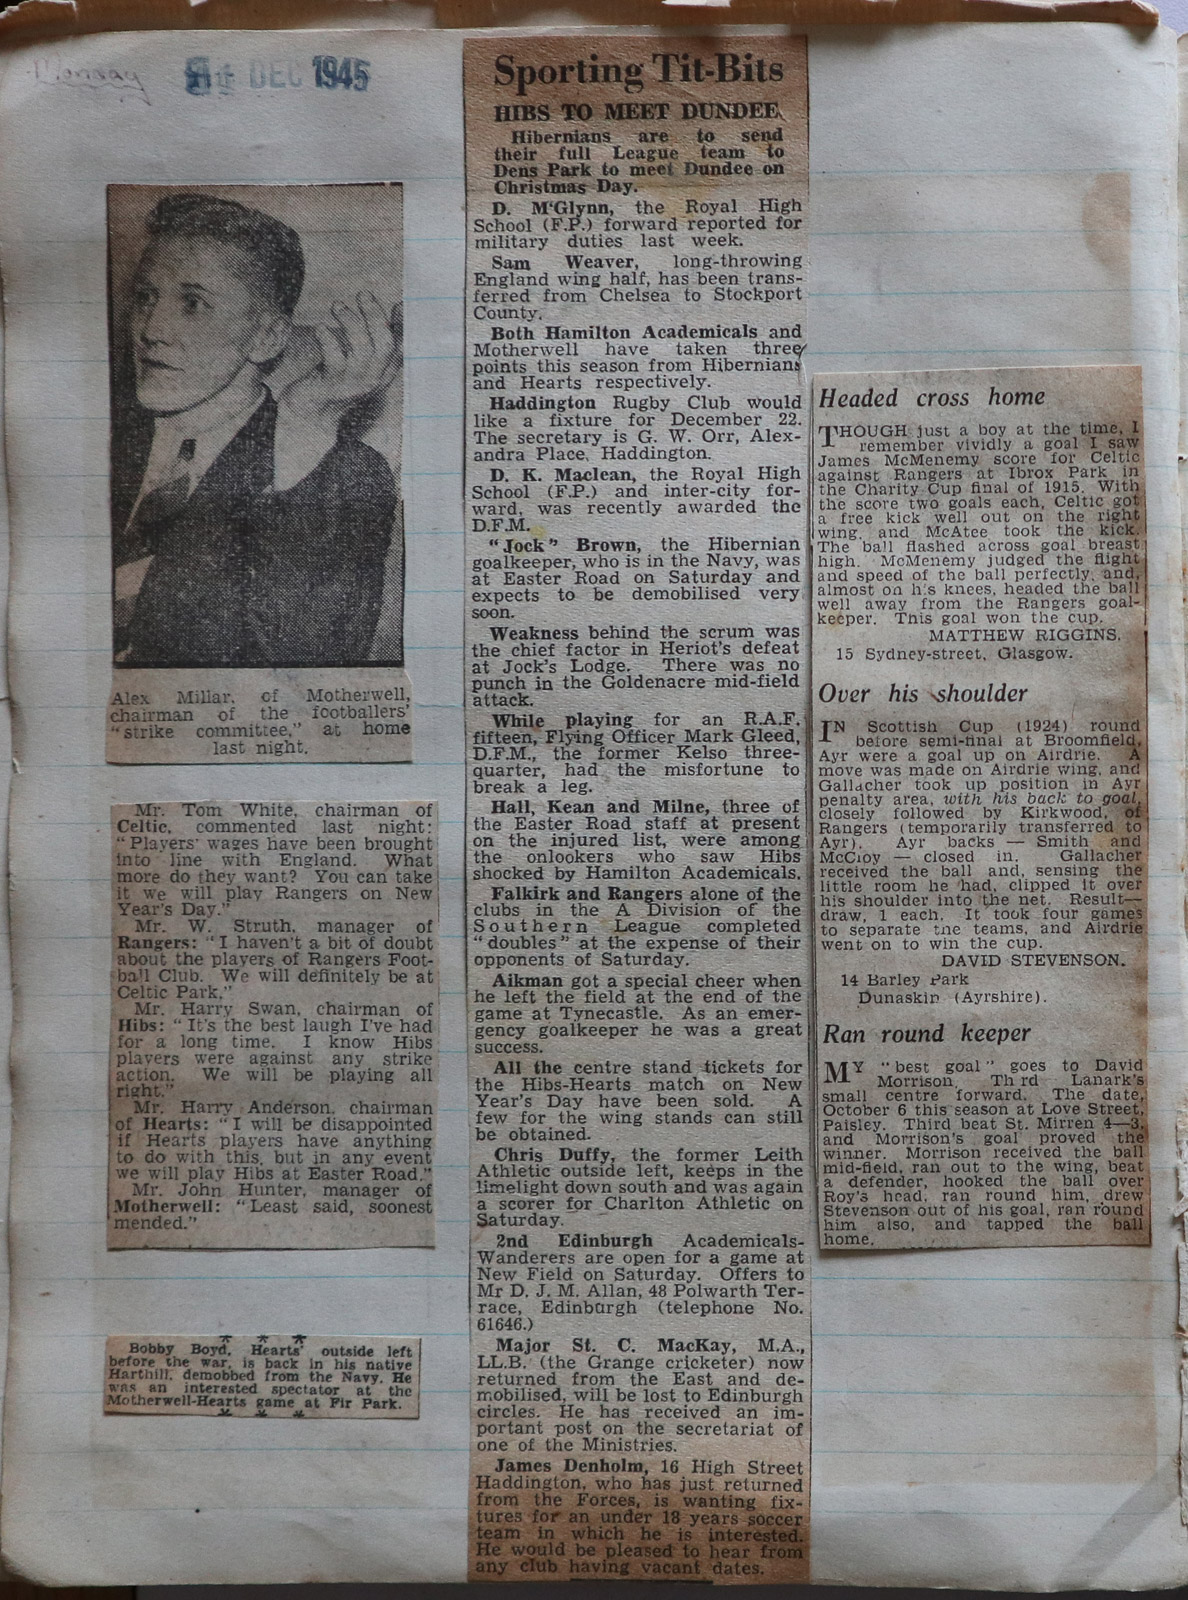 Monday
DEC 1945
Alex Millar, of Motherwell,
chairman of the footballers'
"strike committee," at home
last night.
Mr. Tom White, chairman of
Celtic, commented last night:
"Players' wages have been brought
into line with England. What
more do they want? You can take
it we will play Rangers on New
Year's Day."
Mr. W. Struth, manager of
Rangers: "I haven't a bit of doubt
about the players of Rangers Foot-
ball Club. We will definitely be at
Celtic Park."
Mr. Harry Swan, chairman of
Hibs: "It's the best laugh I've had
for a long time. I know Hibs
players were against any strike
action. We will be playing all
right."
Mr. Harry Anderson, chairman
of Hearts: "I will be disappointed
if Hearts players have anything
to do with this, but in any event
we will play Hibs at Easter Road."
Mr. John Hunter, manager of
Motherwell: "Least said, soonest
mended."
* * *
Bobby Boyd, Hearts' outside left
before the war, is back in his native
Harthill, demobbed from the Navy. He
was an interested spectator at the
Motherwell-Hearts game at Fir Park.
* * *
Sporting Tit-Bits
HIBS TO MEET DUNDEE
Hibernians are to send
their full League team to
Dens Park to meet Dundee on
Christmas Day.
D. M'Glynn, the Royal High
School (F.P.) forward reported for
military duties last week.
Sam Weaver, long-throwing
England wing half, has been trans-
ferred from Chelsea to Stockport
County.
Both Hamilton Academicals and
Motherwell have taken three
points this season from Hibernians
and Hearts respectively.
Haddington Rugby Club would
like a fixture for December 22.
The secretary is G. W. Orr, Alex-
andra Place, Haddington.
D. K. Maclean, the Royal High
School (F.P.) and inter-city for-
ward, was recently awarded the
D.F.M.
"Jock" Brown, the Hibernian
goalkeeper, who is in the Navy, was
at Easter Road on Saturday and
expects to be demobilised very
soon.
Weakness behind the scrum was
the chief factor in Heriot's defeat
at Jock's Lodge. There was no
punch in the Goldenacre mid-field
attack.
While playing for an R.A.F.
fifteen, Flying Officer Mark Gleed,
D.F.M., the former Kelso three-
quarter, had the misfortune to
break a leg.
Hall, Kean and Milne, three of
the Easter Road staff at present
on the injured list, were among
the onlookers who saw Hibs
shocked by Hamilton Academicals.
Falkirk and Rangers alone of the
clubs in the A Division of the
Southern League completed
"doubles" at the expense of their
opponents of Saturday.
Aikman got a special cheer when
he left the field at the end of the
game at Tynecastle. As an emer-
gency goalkeeper he was a great
success.
All the centre stand tickets for
the Hibs-Hearts match on New
Year's Day have been sold. A
few for the wing stands can still
be obtained.
Chris Duffy, the former Leith
Athletic outside left, keeps in the
limelight down south and was again
a scorer for Charlton Athletic on
Saturday.
2nd Edinburgh Academicals-
Wanderers are open for a game at
New Field on Saturday. Offers to
Mr D. J. M. Allan, 48 Polwarth Ter-
race, Edinburgh (telephone No.
61646.)
Major St. C. MacKay, M.A.,
LL.B. (the Grange cricketer) now
returned from the East and de-
mobilised, will be lost to Edinburgh
circles. He has received an im-
portant post on the secretariat of
one of the Ministries.
James Denholm, 16 High Street
Haddington, who has just returned
from the Forces, is wanting fix-
tures for an under 18 years soccer
team in which he is interested.
He would be pleased to hear from
any club having vacant dates.
Headed cross home
THOUGH just a boy at the time, I
remember vividly a goal I saw
James McMenemy score for Celtic
against Rangers at Ibrox Park in
the Charity Cup final of 1915. With
the score two goals each, Celtic got
a free kick well out on the right
wing, and McAtee took the kick.
The ball flashed across goal breast
high. McMenemy judged the flight
and speed of the ball perfectly, and,
almost on his knees, headed the ball
well away from the Rangers goal-
keeper. This goal won the cup.
MATTHEW RIGGINS.
15 Sydney-street, Glasgow.
Over his shoulder
IN Scottish Cup (1924) round
before semi-final at Broomfield,
Ayr were a goal up on Airdrie. A
move was made on Airdrie wing, and
Gallacher took up position in Ayr
penalty area, with his back to goal,
closely followed by Kirkwood, of
Rangers (temporarily transferred to
Ayr). Ayr backs — Smith and
McCloy — closed in. Gallacher
received the ball and, sensing the
little room he had, clipped it over
his shoulder into the net. Result—
draw, 1 each. It took four games
to separate the teams, and Airdrie
went on to win the cup.
DAVID STEVENSON.
14 Barley Park
Dunaskin (Ayrshire).
Ran round keeper
MY "best goal" goes to David
Morrison, Third Lanark's
small centre forward. The date,
October 6 this season at Love Street,
Paisley. Third beat St. Mirren 4—3,
and Morrison's goal proved the
winner. Morrison received the ball
mid-field, ran out to the wing, beat
a defender, hooked the ball over
Roy's head, ran round him, drew
Stevenson out of his goal, ran round
him also, and tapped the ball
home.